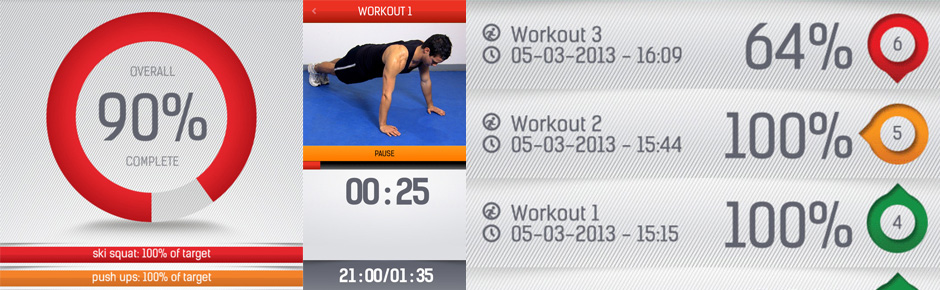 OVERALL
90%
COMPLETE
ski squat: 100% of target
push ups: 100% of target
WORKOUT 1
PAUSE
00:25
21:00/01:35
Workout 3
05-03-2013 - 16:09
64%
6
Workout 2
05-03-2013 - 15:44
100%
5
Workout 1
05-03-2013 - 15:15
100%
4